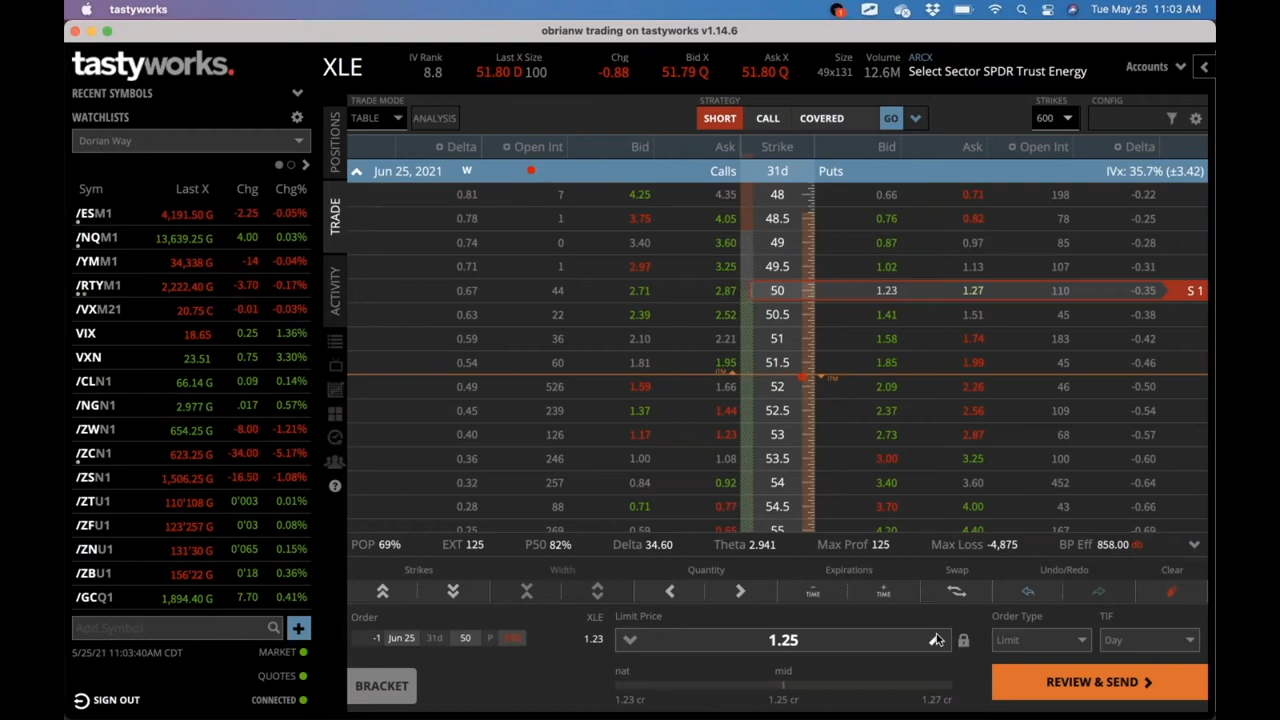 tastyworks
Tue May 25 11:03 AM
obrianw trading on tastyworks v1.14.6
tastyworks.
RECENT SYMBOLS
WATCHLISTS
Dorian Way
Sym Last X Chg Chg%
/ESM1 4,191.50 G -2.25 -0.05%
/NQM1 13,639.25 G 4.00 0.03%
/YMM1 34,338 G -14 -0.04%
/RTYM1 2,222.40 G -3.70 -0.17%
/VXM21 20.75 C -0.01 -0.03%
VIX 18.65 0.25 1.36%
VXN 23.51 0.75 3.30%
/CLN1 66.14 G 0.09 0.14%
/NGN1 2.977 G .017 0.57%
/ZWN1 654.25 G -8.00 -1.21%
/ZCN1 623.25 G -34.00 -5.17%
/ZSN1 1,506.25 G -16.50 -1.08%
/ZTU1 110'108 G 0'003 0.01%
/ZFU1 123'257 G 0'03 0.08%
/ZNU1 131'30 G 0'065 0.15%
/ZBU1 156'22 G 0'18 0.36%
/GCQ1 1,894.40 G 7.70 0.41%
Add Symbol
5/25/21 11:03:40AM CDT MARKET
QUOTES
SIGN OUT CONNECTED
XLE
IV Rank Last X Size Chg Bid X Ask X Size Volume ARCX
8.8 51.80 D 100 -0.88 51.79 Q 51.80 Q 49x131 12.6M Select Sector SPDR Trust Energy
Accounts
POSITIONS
TRADE
ACTIVITY
TRADE MODE STRATEGY STRIKES CONFIG
TABLE ANALYSIS SHORT CALL COVERED GO 600
Delta Open Int Bid Ask Strike Bid Ask Open Int Delta
Jun 25, 2021 W Calls 31d Puts IVx: 35.7% (±3.42)
0.81 7 4.25 4.35 48 0.66 0.71 198 -0.22
0.78 1 3.75 4.05 48.5 0.76 0.82 78 -0.25
0.74 0 3.40 3.60 49 0.87 0.97 85 -0.28
0.71 1 2.97 3.25 49.5 1.02 1.13 107 -0.31
0.67 44 2.71 2.87 50 1.23 1.27 110 -0.35 S 1
0.63 22 2.39 2.52 50.5 1.41 1.51 45 -0.38
0.59 36 2.10 2.21 51 1.58 1.74 183 -0.42
0.54 60 1.81 1.95 51.5 1.85 1.99 45 -0.46
ITM ITM
0.49 526 1.59 1.66 52 2.09 2.26 46 -0.50
0.45 239 1.37 1.44 52.5 2.37 2.56 109 -0.54
0.40 126 1.17 1.23 53 2.73 2.87 68 -0.57
0.36 246 1.00 1.08 53.5 3.00 3.25 100 -0.60
0.32 257 0.84 0.92 54 3.40 3.60 452 -0.64
0.28 88 0.71 0.77 54.5 3.70 4.00 43 -0.66
0.25 269 0.59 0.65 55 4.20 4.40 167 -0.69
POP 69% EXT 125 P50 82% Delta 34.60 Theta 2.941 Max Prof 125 Max Loss -4,875 BP Eff 858.00 db
Strikes Width Quantity Expirations Swap Undo/Redo Clear
TIME TIME
Order XLE Limit Price Order Type TIF
-1 Jun 25 31d 50 P 1.23 1.25 Limit Day
BRACKET
nat mid
1.23 cr 1.25 cr 1.27 cr
REVIEW & SEND